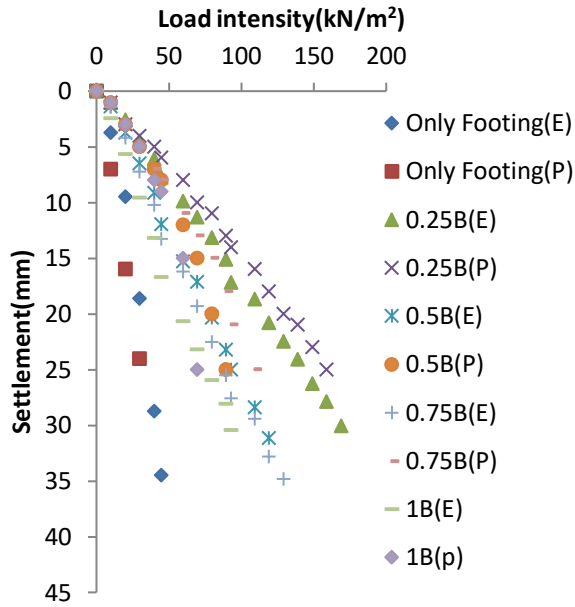 Load intensity(kN/m²)
0 50 100 150 200
0
5
10
15
20
25
30
35
40
45
Settlement(mm)
Only Footing(E)
Only Footing(P)
0.25B(E)
0.25B(P)
0.5B(E)
0.5B(P)
0.75B(E)
0.75B(P)
1B(E)
1B(p)